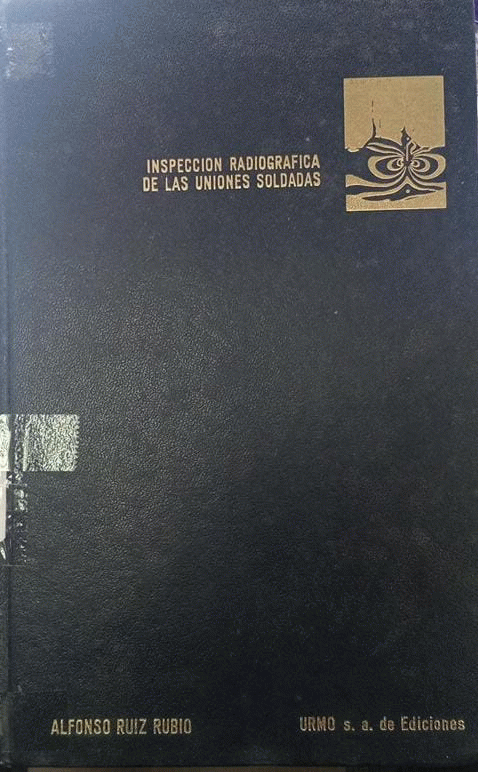 INSPECCION RADIOGRAFICA
DE LAS UNIONES SOLDADAS
ALFONSO RUIZ RUBIO
URMO s. a. de Ediciones